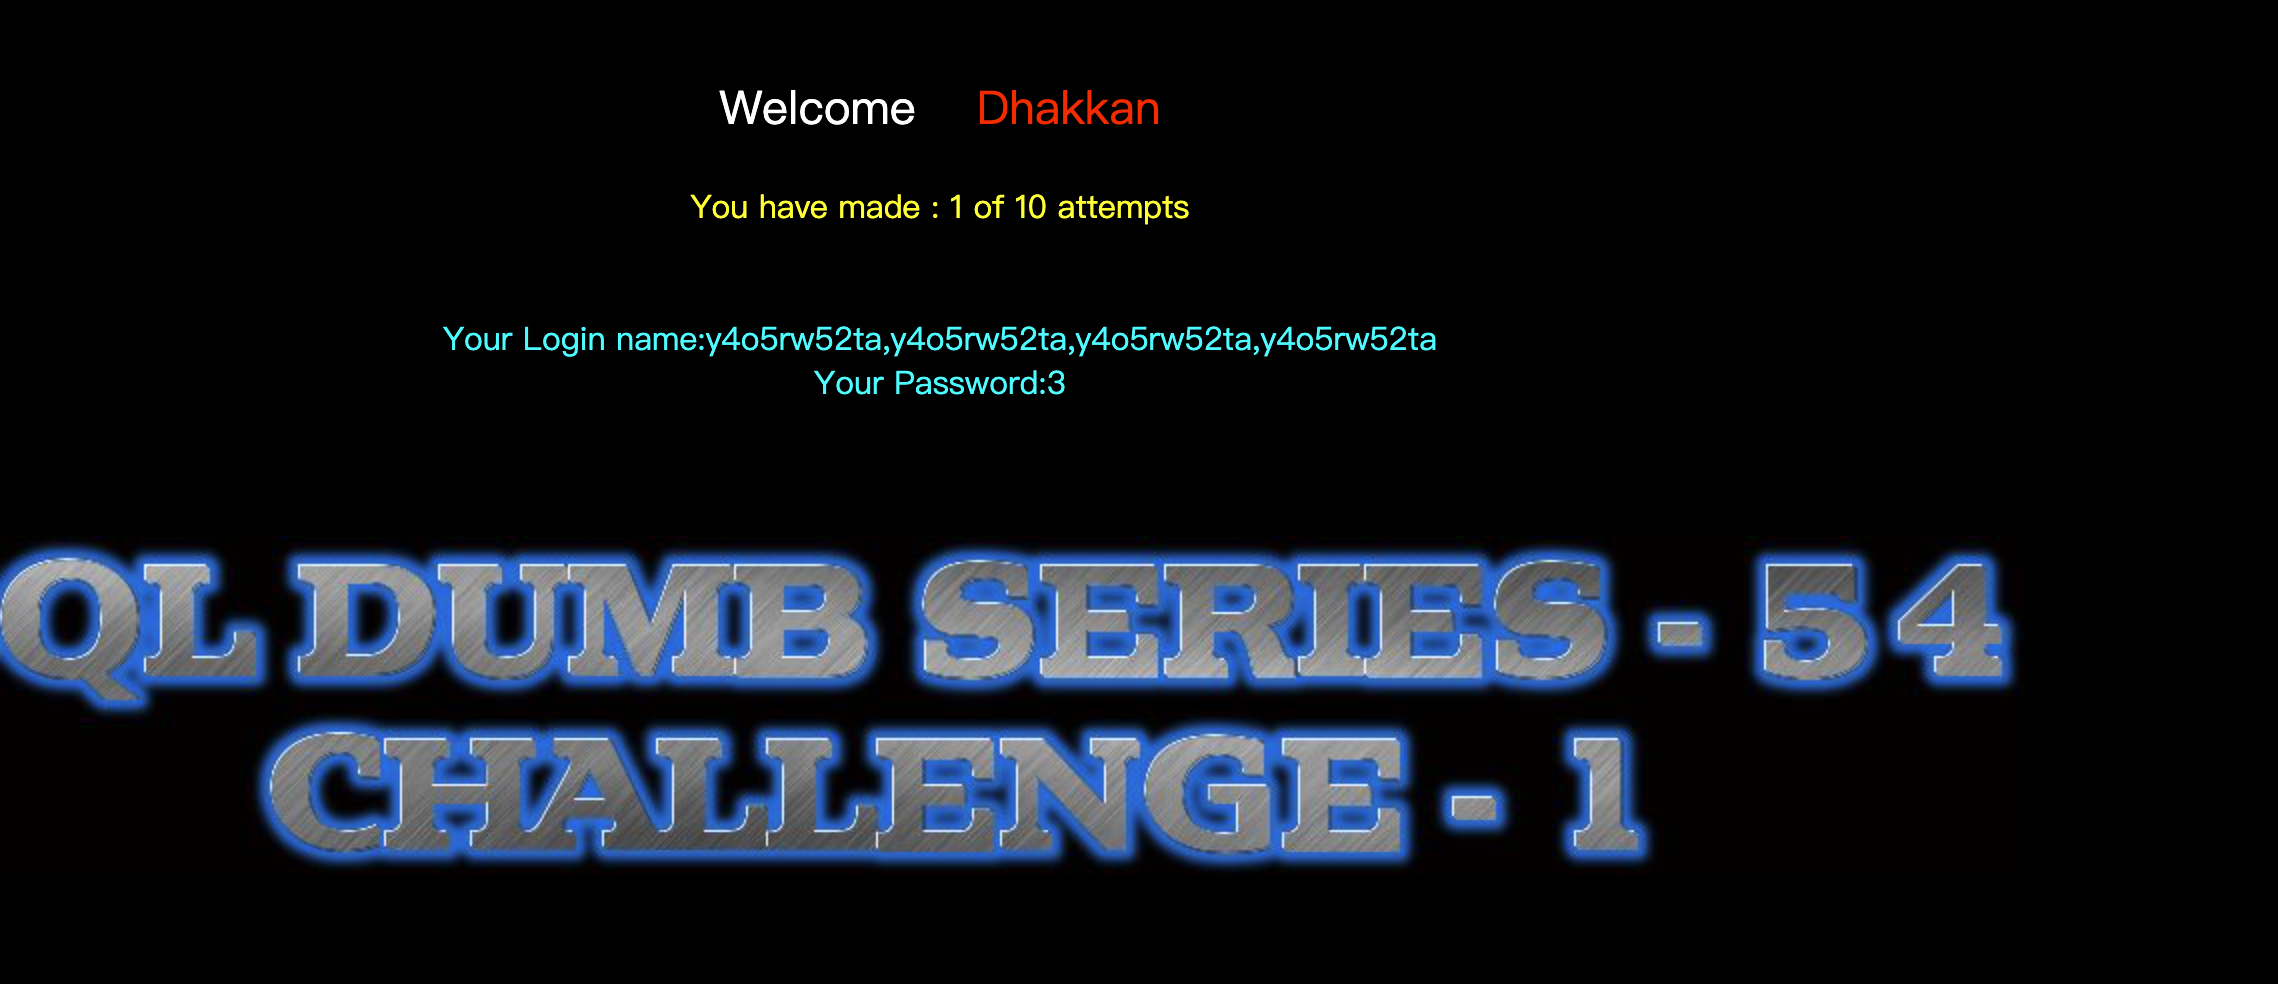 Welcome Dhakkan
You have made : 1 of 10 attempts
Your Login name:y4o5rw52ta,y4o5rw52ta,y4o5rw52ta,y4o5rw52ta
Your Password:3
QL DUMB SERIES - 54
CHALLENGE - 1